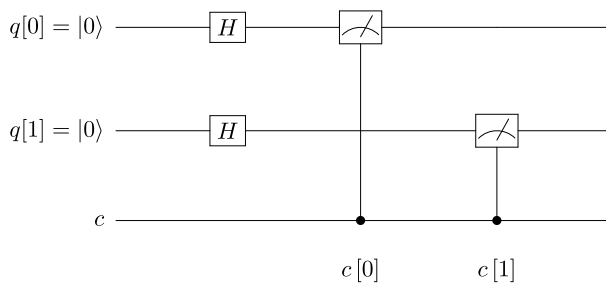 q[0] = |0⟩ H
q[1] = |0⟩ H
c
c[0] c[1]